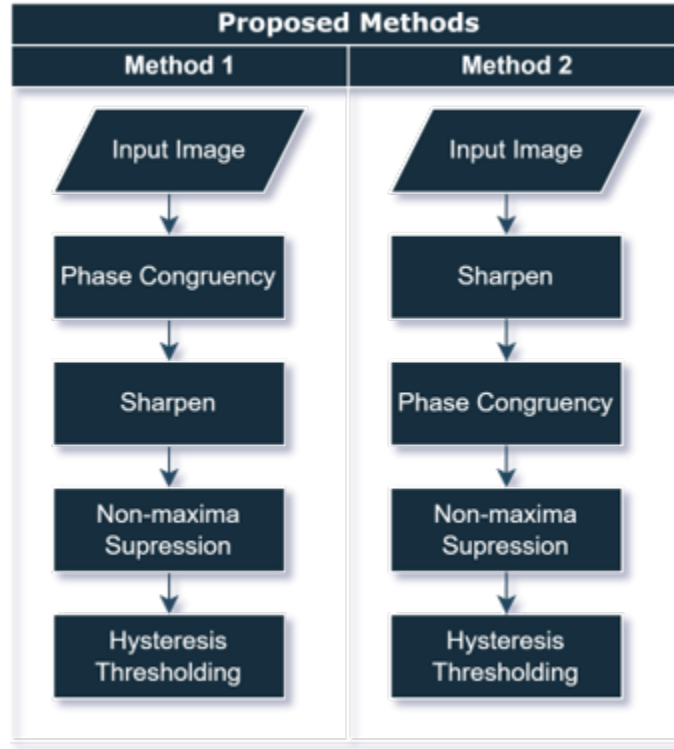 Proposed Methods
Method 1
Input Image
Phase Congruency
Sharpen
Non-maxima
Supression
Hysteresis
Thresholding
Method 2
Input Image
Sharpen
Phase Congruency
Non-maxima
Supression
Hysteresis
Thresholding